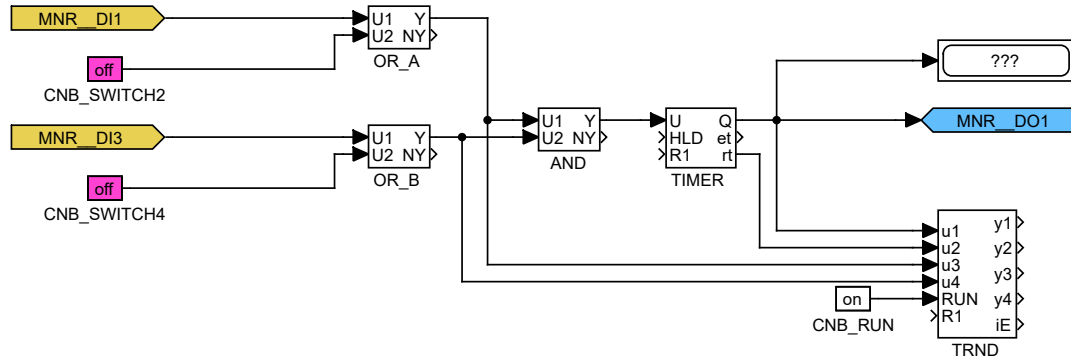 MNR__DI1
U1 Y
U2 NY
OR_A
off
CNB_SWITCH2
???
MNR__DI3
U1 Y
U2 NY
OR_B
off
CNB_SWITCH4
U1 Y
U2 NY
AND
U Q
HLD et
R1 rt
TIMER
MNR__DO1
u1 y1
u2 y2
u3 y3
u4 y4
RUN
R1 iE
TRND
on
CNB_RUN